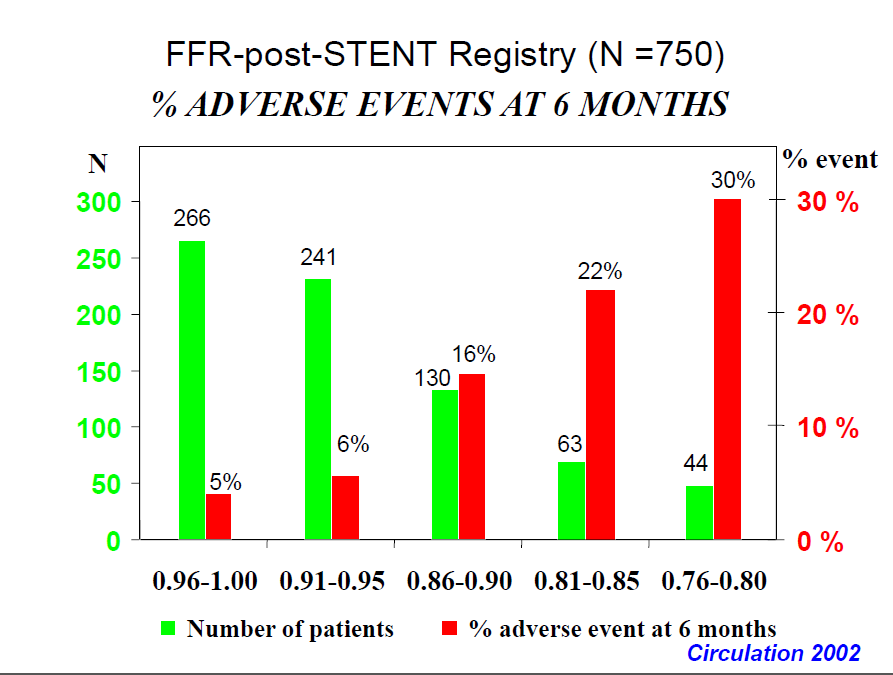 FFR-post-STENT Registry (N =750)
% ADVERSE EVENTS AT 6 MONTHS
N
% event
300
250
200
150
100
50
0
266
5%
241
6%
130
16%
63
22%
44
30%
30 %
20 %
10 %
0 %
0.96-1.00 0.91-0.95 0.86-0.90 0.81-0.85 0.76-0.80
Number of patients
% adverse event at 6 months
Circulation 2002